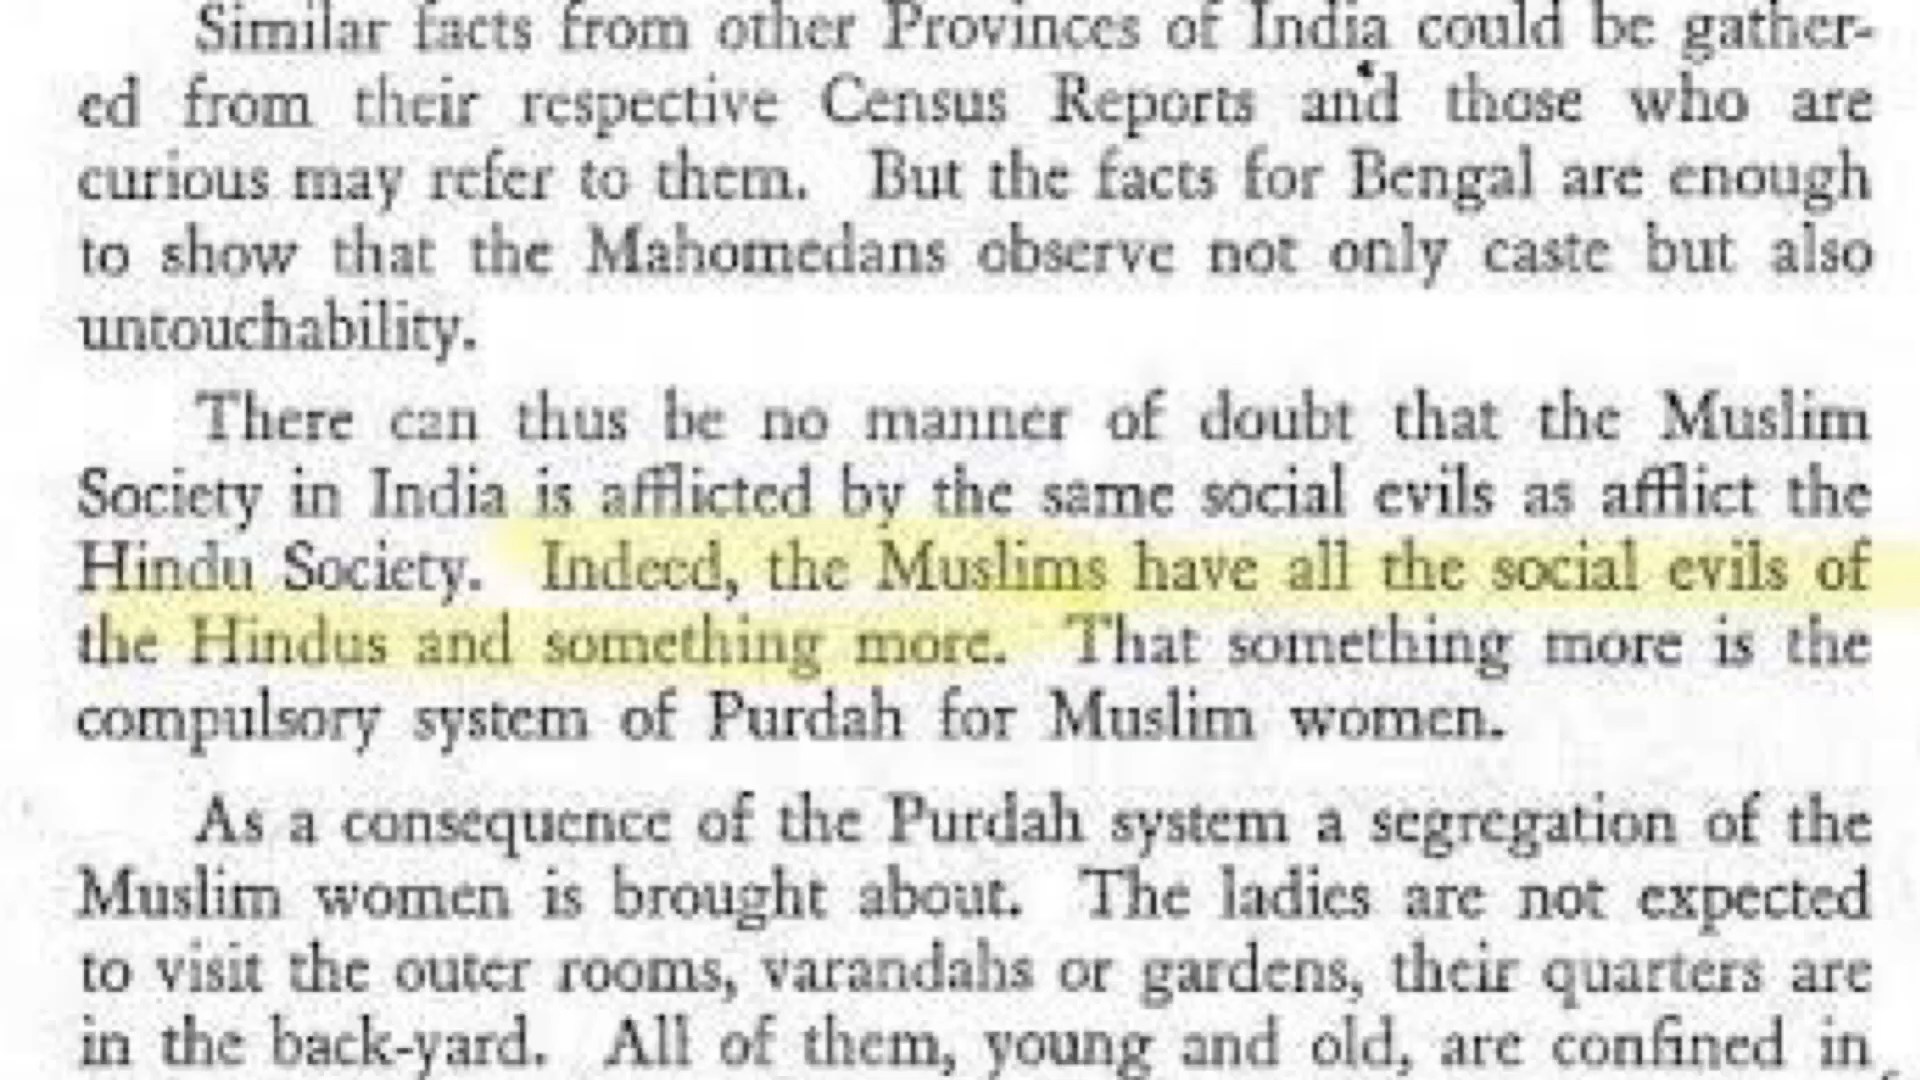 Similar facts from other Provinces of India could be gather-
ed from their respective Census Reports and those who are
curious may refer to them. But the facts for Bengal are enough
to show that the Mahomedans observe not only caste but also
untouchability.
There can thus be no manner of doubt that the Muslim
Society in India is afflicted by the same social evils as afflict the
Hindu Society. Indeed, the Muslims have all the social evils of
the Hindus and something more. That something more is the
compulsory system of Purdah for Muslim women.
As a consequence of the Purdah system a segregation of the
Muslim women is brought about. The ladies are not expected
to visit the outer rooms, varandahs or gardens, their quarters are
in the back-yard. All of them, young and old, are confined in